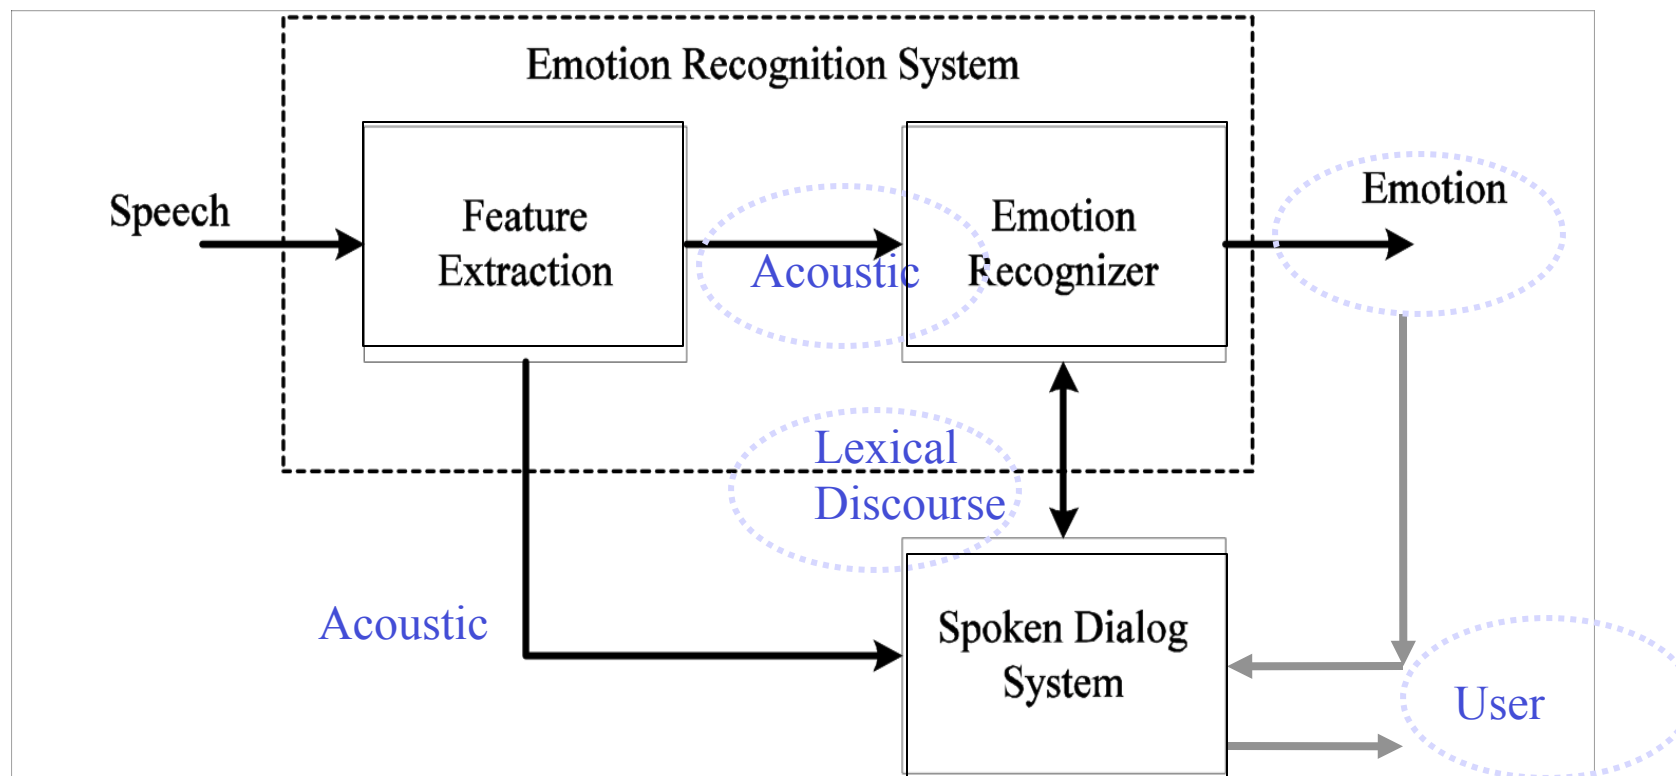 Emotion Recognition System
Speech
Feature
Extraction
Acoustic
Emotion
Recognizer
Emotion
Lexical
Discourse
Acoustic
Spoken Dialog
System
User